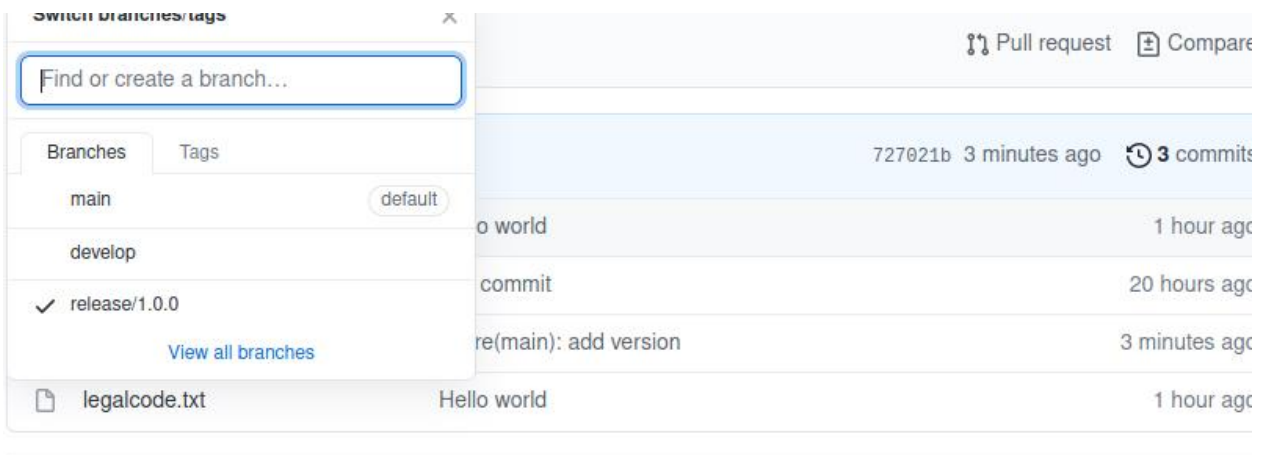 Switch branches/tags
Pull request
Compare
Find or create a branch...
Branches
Tags
727021b 3 minutes ago
3 commits
main
default
o world
1 hour ago
develop
commit
20 hours ago
release/1.0.0
re(main): add version
3 minutes ago
View all branches
legalcode.txt
Hello world
1 hour ago